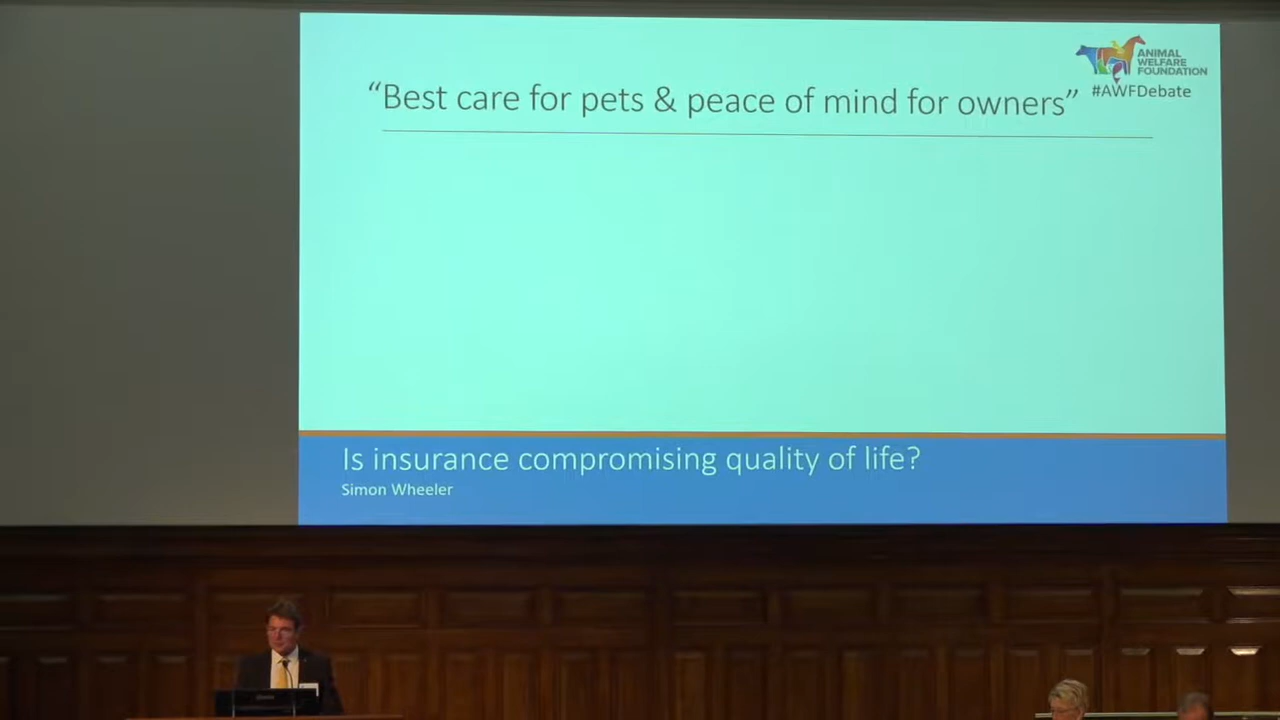 ANIMAL
WELFARE
FOUNDATION
#AWFDebate
“Best care for pets & peace of mind for owners”
Is insurance compromising quality of life?
Simon Wheeler